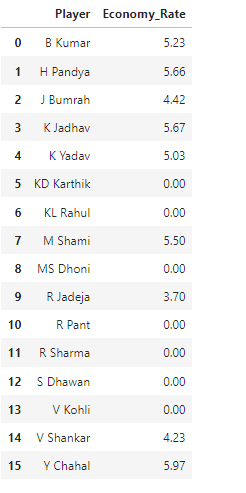 Player Economy_Rate
0 B Kumar 5.23
1 H Pandya 5.66
2 J Bumrah 4.42
3 K Jadhav 5.67
4 K Yadav 5.03
5 KD Karthik 0.00
6 KL Rahul 0.00
7 M Shami 5.50
8 MS Dhoni 0.00
9 R Jadeja 3.70
10 R Pant 0.00
11 R Sharma 0.00
12 S Dhawan 0.00
13 V Kohli 0.00
14 V Shankar 4.23
15 Y Chahal 5.97